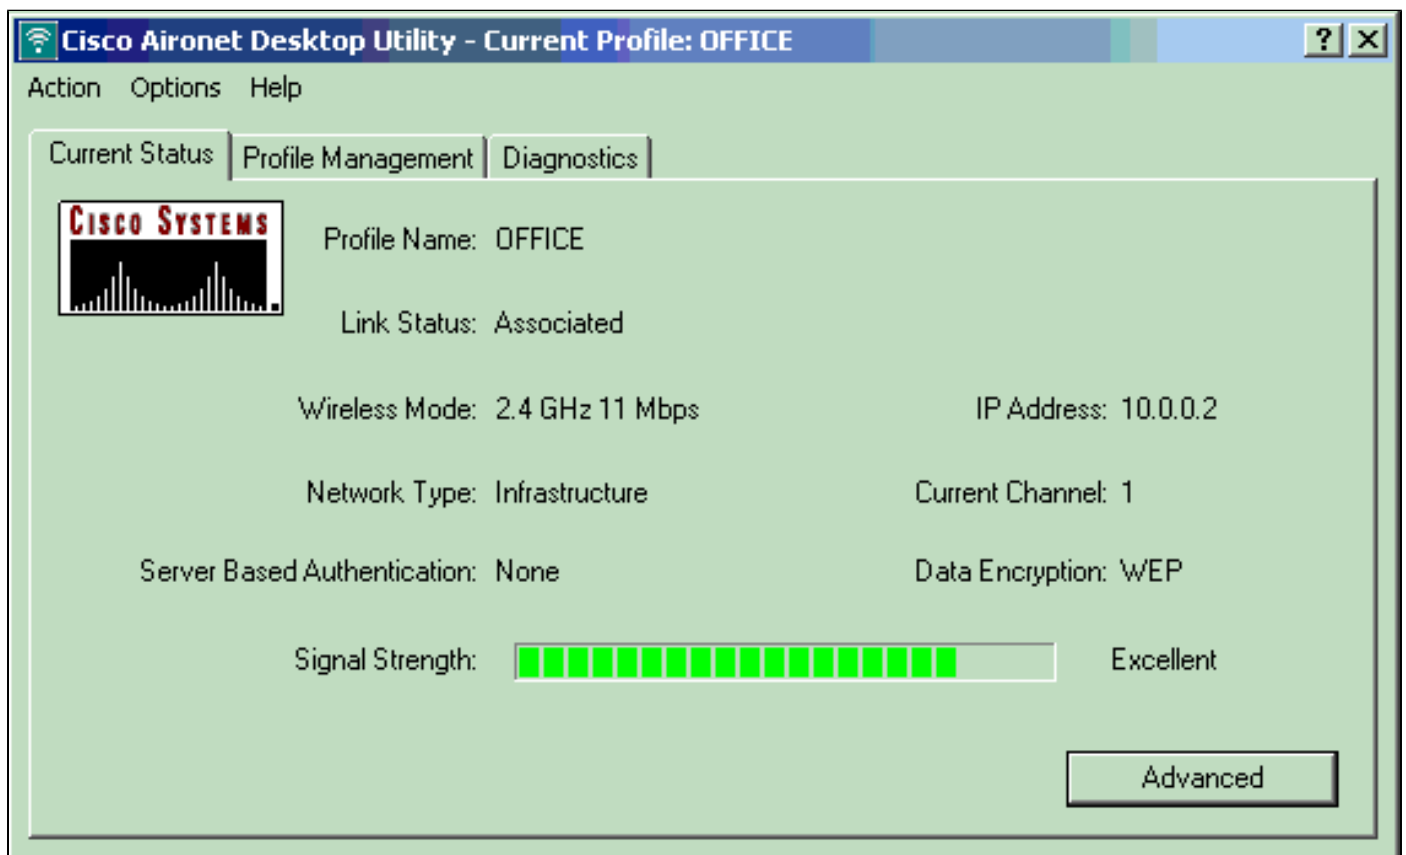 Cisco Aironet Desktop Utility - Current Profile: OFFICE
? X
Action Options Help
Current Status Profile Management Diagnostics
CISCO SYSTEMS
Profile Name: OFFICE
Link Status: Associated
Wireless Mode: 2.4 GHz 11 Mbps IP Address: 10.0.0.2
Network Type: Infrastructure Current Channel: 1
Server Based Authentication: None Data Encryption: WEP
Signal Strength: Excellent
Advanced